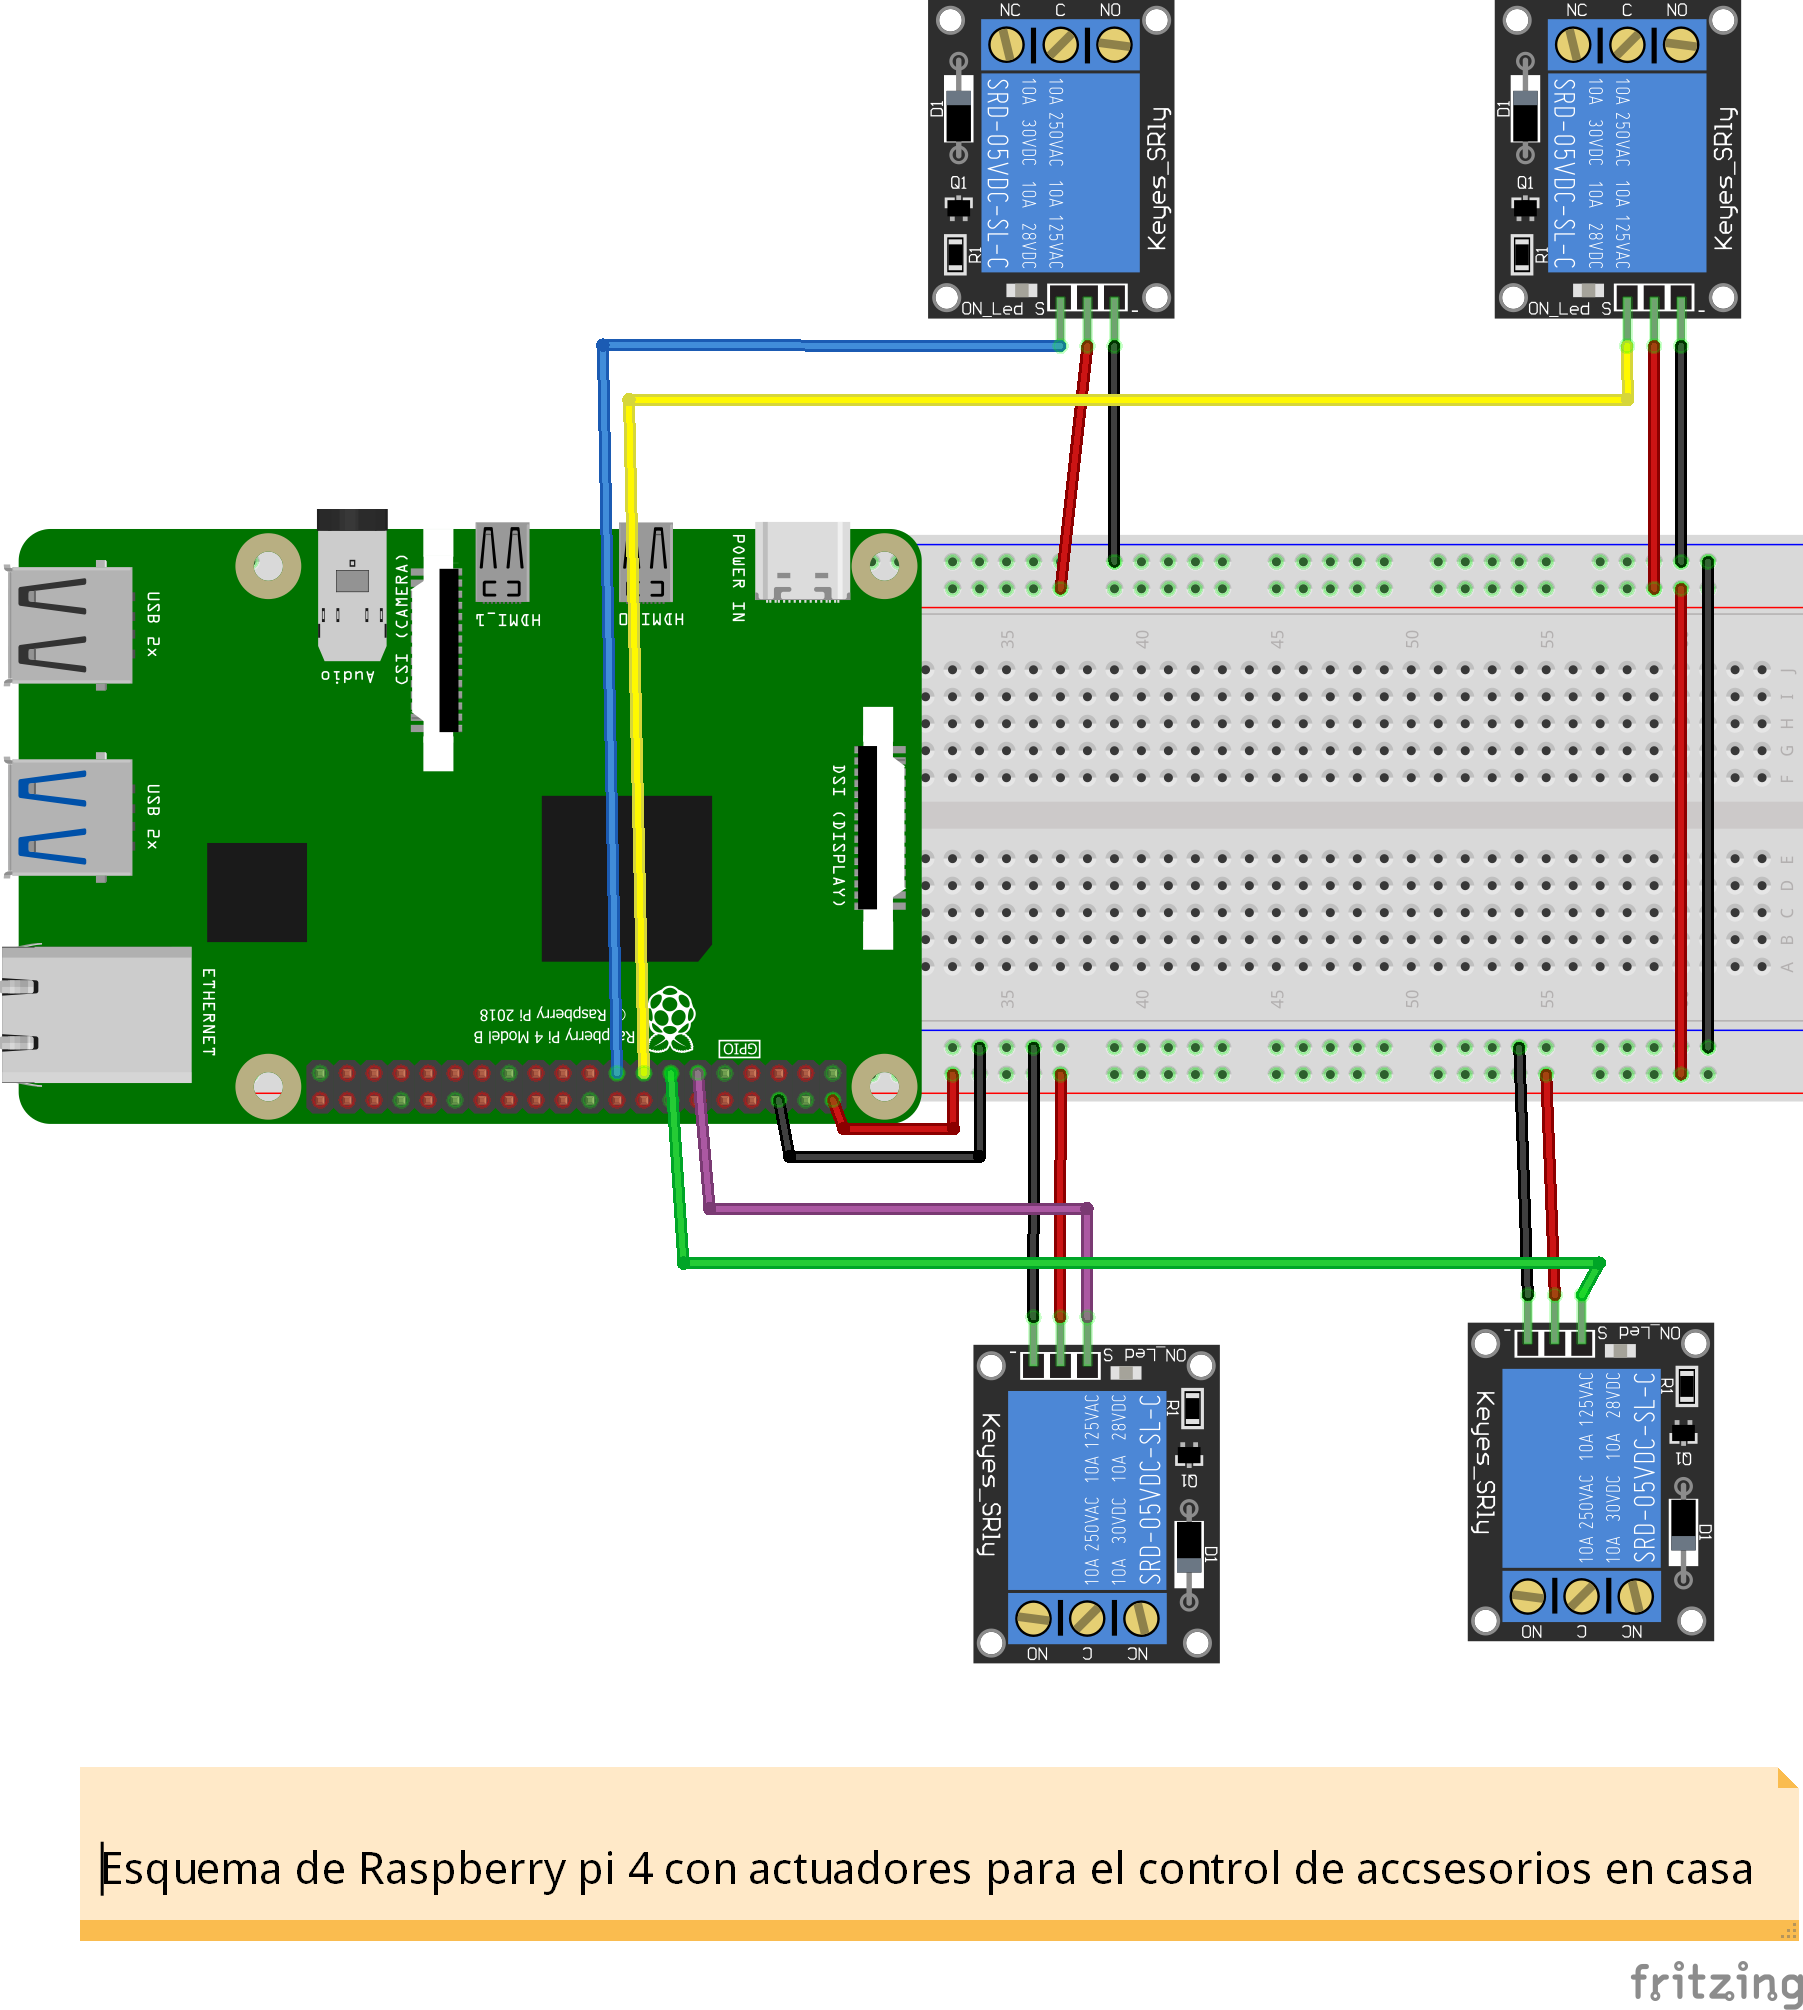 NC C NO
D1
SRD-05VDC-SL-C
10A 30VDC 10A 28VDC
10A 250VAC 10A 125VAC
Keyes_SRly
Q1
R1
ON_Led S -
NC C NO
D1
SRD-05VDC-SL-C
10A 30VDC 10A 28VDC
10A 250VAC 10A 125VAC
Keyes_SRly
Q1
R1
ON_Led S -
USB 2x
Audio
CSI (CAMERA)
HDMI_1
HDMI_0
POWER IN
USB 2x
DSI (DISPLAY)
ETHERNET
Raspberry Pi 4 Model B
© Raspberry Pi 2018
GPIO
35 40 45 50 55
J
I
H
G
F
E
D
C
B
A
35 40 45 50 55
- S ON_Led
Keyes_SRly
10A 250VAC 10A 125VAC
10A 30VDC 10A 28VDC
SRD-05VDC-SL-C
R1
Q1
D1
NO C NC
- S ON_Led
Keyes_SRly
10A 250VAC 10A 125VAC
10A 30VDC 10A 28VDC
SRD-05VDC-SL-C
R1
Q1
D1
NO C NC
Esquema de Raspberry pi 4 con actuadores para el control de accsesorios en casa
fritzing